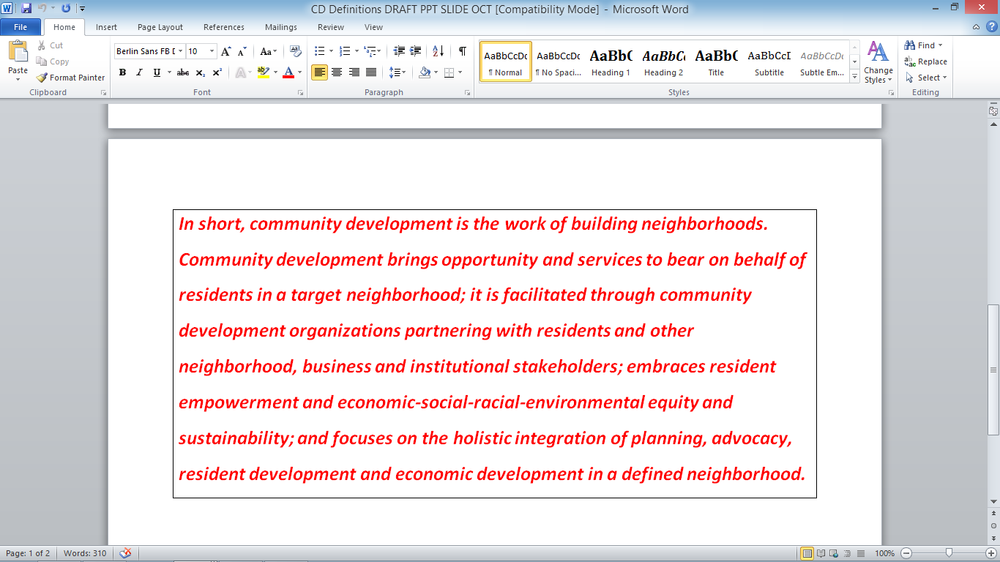 CD Definitions DRAFT PPT SLIDE OCT [Compatibility Mode] - Microsoft Word
File Home Insert Page Layout References Mailings Review View
Paste
Cut
Copy
Format Painter
Clipboard
Berlin Sans FB D 10
Font
Paragraph
AaBbCcDc AaBbCcDc AaBbC AaBbCc AaBbC AaBbCcD AaBbCcDc
¶ Normal ¶ No Spaci... Heading 1 Heading 2 Title Subtitle Subtle Em...
Change
Styles
Styles
Find
Replace
Select
Editing
In short, community development is the work of building neighborhoods.
Community development brings opportunity and services to bear on behalf of
residents in a target neighborhood; it is facilitated through community
development organizations partnering with residents and other
neighborhood, business and institutional stakeholders; embraces resident
empowerment and economic-social-racial-environmental equity and
sustainability; and focuses on the holistic integration of planning, advocacy,
resident development and economic development in a defined neighborhood.
Page: 1 of 2 Words: 310 100%